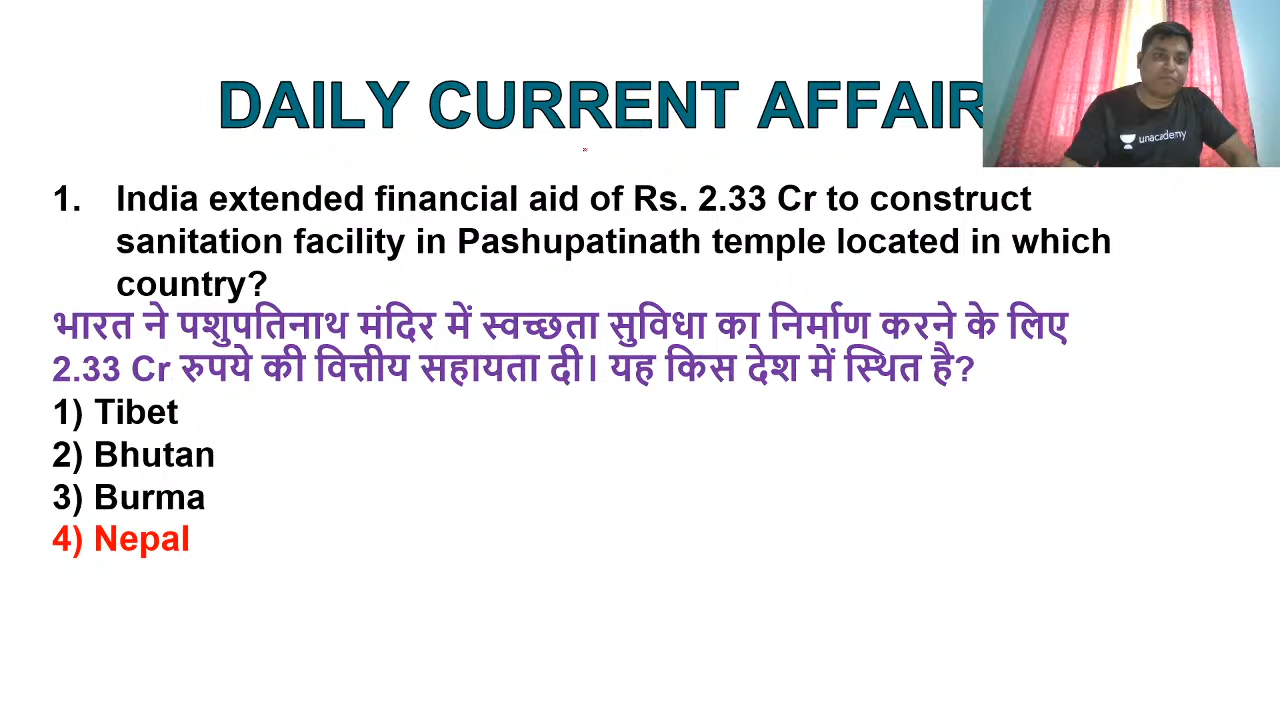 DAILY CURRENT AFFAIR
unacademy
1. India extended financial aid of Rs. 2.33 Cr to construct
sanitation facility in Pashupatinath temple located in which
country?
भारत ने पशुपतिनाथ मंदिर में स्वच्छता सुविधा का निर्माण करने के लिए
2.33 Cr रुपये की वित्तीय सहायता दी। यह किस देश में स्थित है?
1) Tibet
2) Bhutan
3) Burma
4) Nepal